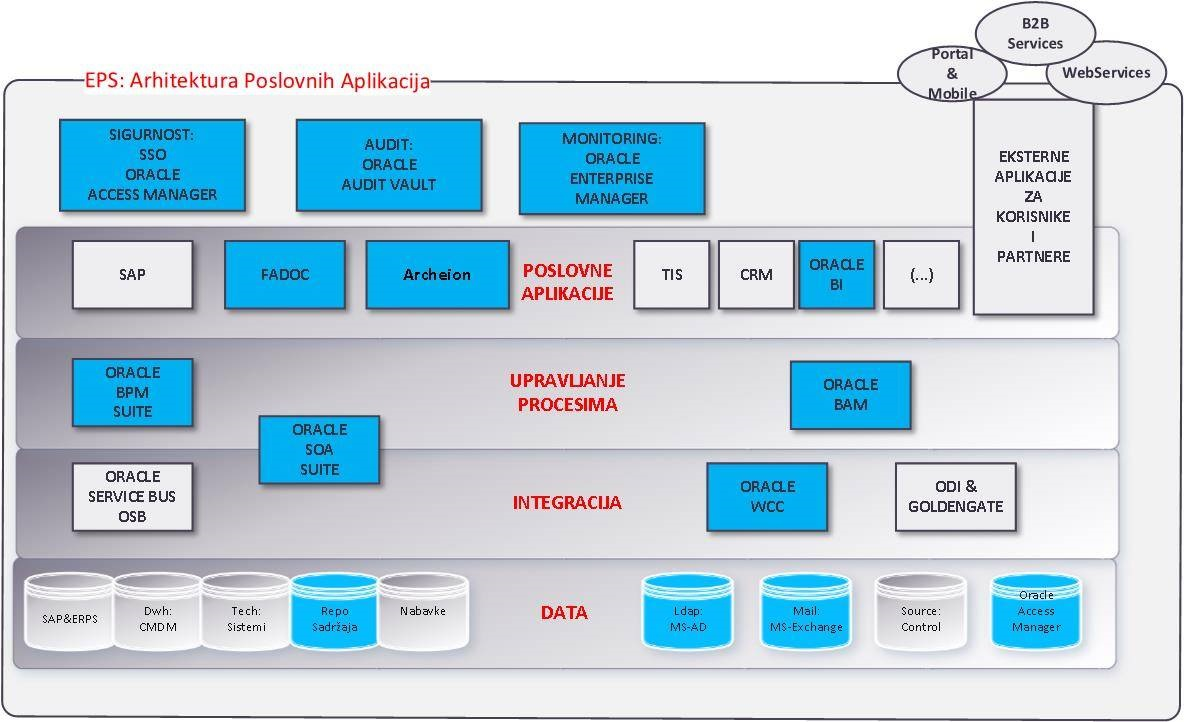 B2B
Services
Portal
&
Mobile
WebServices
EPS: Arhitektura Poslovnih Aplikacija
SIGURNOST:
SSO
ORACLE
ACCESS MANAGER
AUDIT:
ORACLE
AUDIT VAULT
MONITORING:
ORACLE
ENTERPRISE
MANAGER
EKSTERNE
APLIKACIJE
ZA
KORISNIKE
I
PARTNERE
SAP
FADOC
Archeion
POSLOVNE
APLIKACIJE
TIS
CRM
ORACLE
BI
(...)
ORACLE
BPM
SUITE
UPRAVLJANJE
PROCESIMA
ORACLE
BAM
ORACLE
SOA
SUITE
ORACLE
SERVICE BUS
OSB
INTEGRACIJA
ORACLE
WCC
ODI &
GOLDENGATE
SAP&ERPS
Dwh:
CMDM
Tech:
Sistemi
Repo
Sadržaja
Nabavke
DATA
Ldap:
MS-AD
Mail:
MS-Exchange
Source:
Control
Oracle
Access
Manager